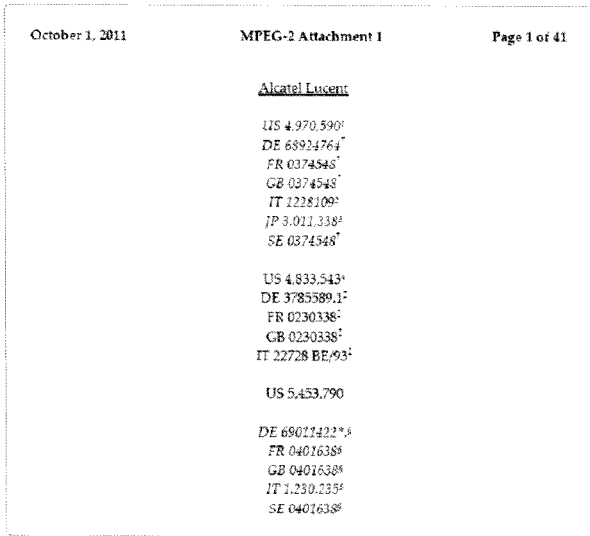 October 1, 2011 MPEG-2 Attachment 1 Page 1 of 41
Alcatel Lucent
US 4,970,590
DE 68924764†
FR 0374548†
GB 0374548†
IT 1228109
JP 3,011,338
SE 0374548†
US 4,833,543
DE 3785589.1‡
FR 0230338‡
GB 0230338‡
IT 22728 BE/93‡
US 5,453,790
DE 69011422*,§
FR 0401638§
GB 0401638§
IT 1.230.235§
SE 0401638§